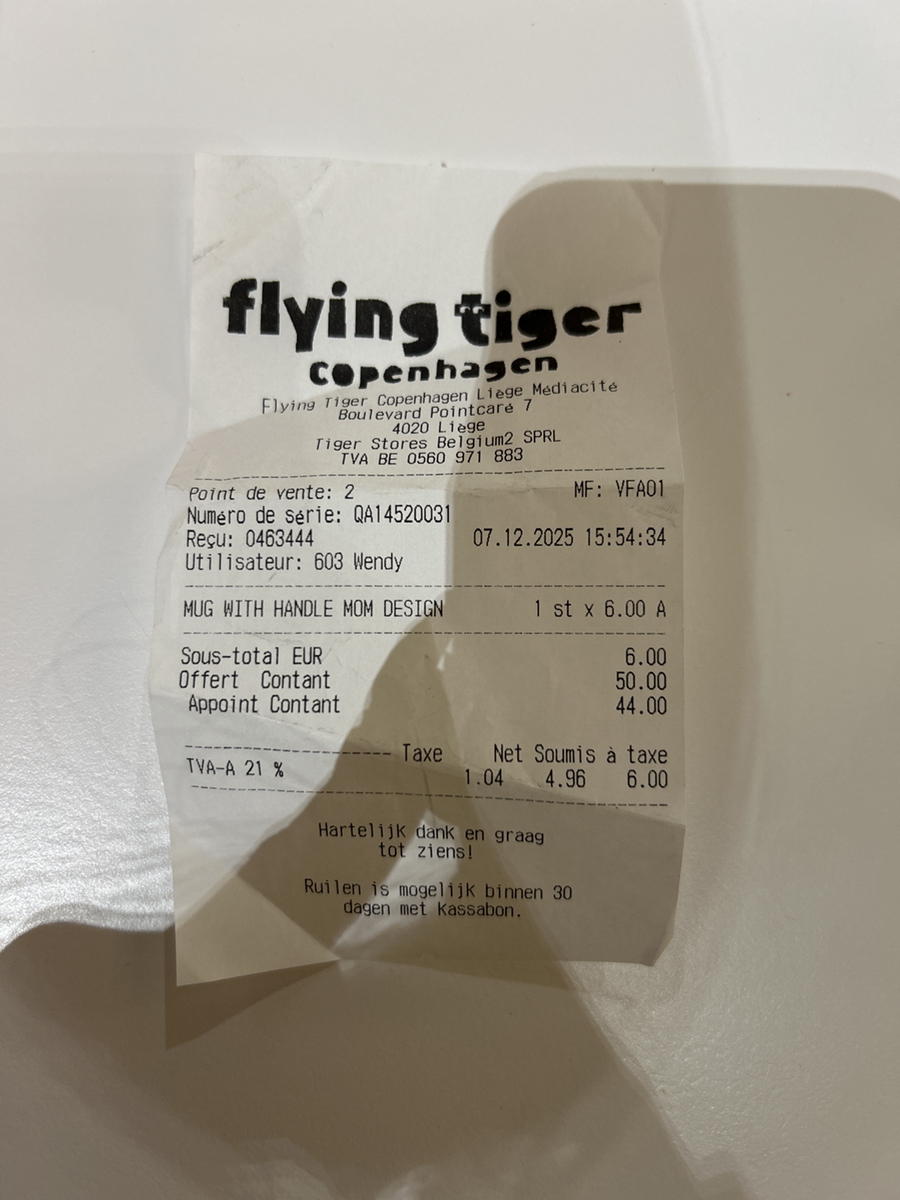 flying tiger
Copenhagen
Flying Tiger Copenhagen Liège Médiacité
Boulevard Pointcaré 7
4020 Liège
Tiger Stores Belgium2 SPRL
TVA BE 0560 971 883
Point de vente: 2 MF: VFA01
Numéro de série: QA14520031
Reçu: 0463444 07.12.2025 15:54:34
Utilisateur: 603 Wendy
MUG WITH HANDLE MOM DESIGN 1 st x 6.00 A
Sous-total EUR 6.00
Offert Contant 50.00
Appoint Contant 44.00
Taxe Net Soumis à taxe
TVA-A 21 % 1.04 4.96 6.00
Hartelijk dank en graag
tot ziens!
Ruilen is mogelijk binnen 30
dagen met Kassabon.